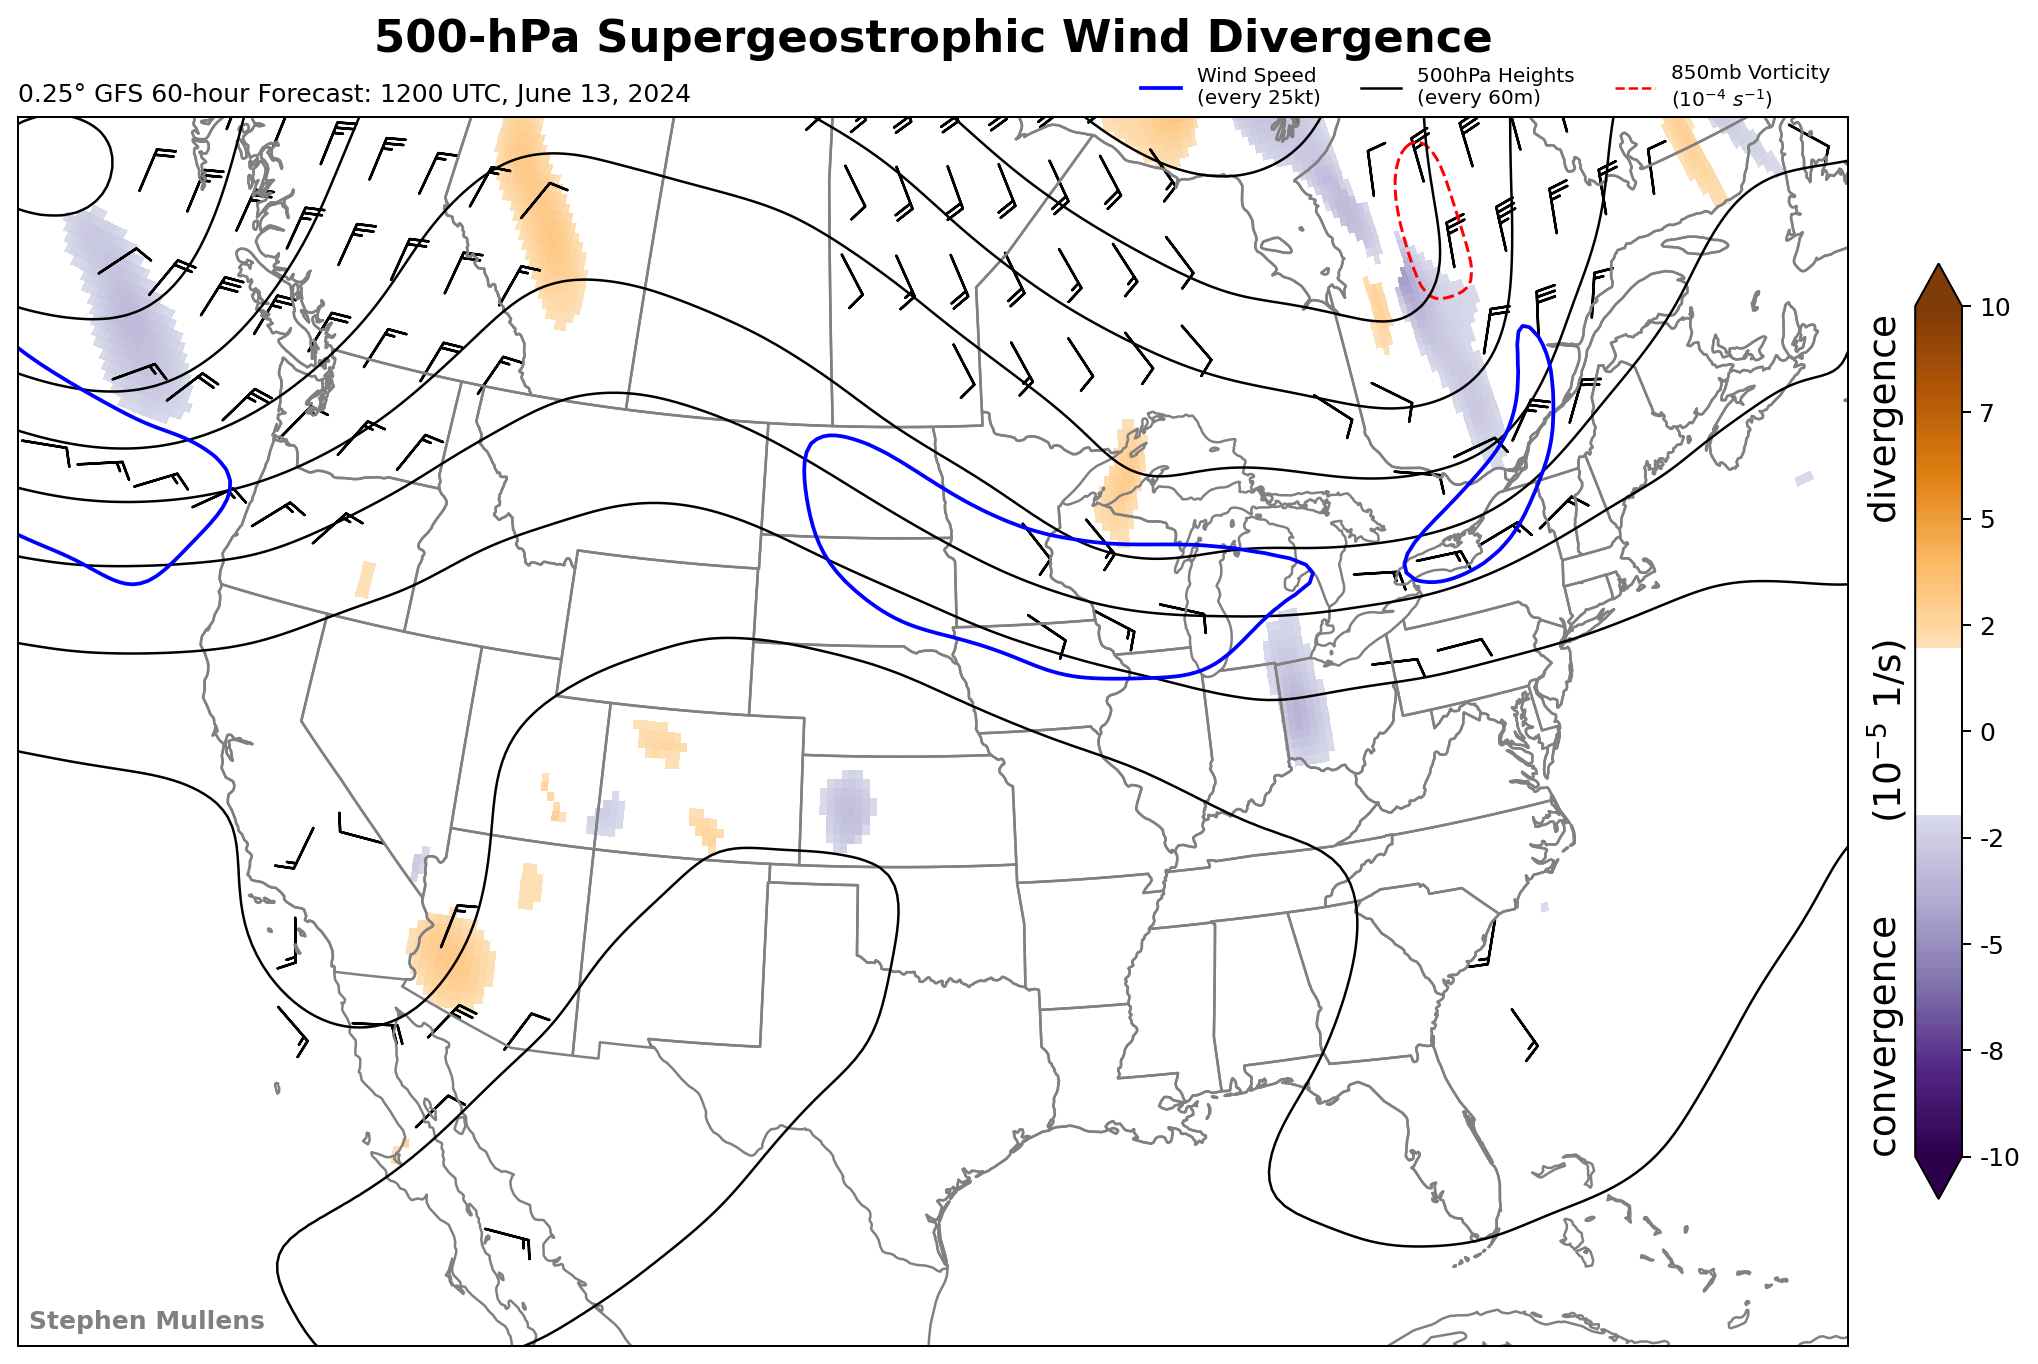 500-hPa Supergeostrophic Wind Divergence
0.25° GFS 60-hour Forecast: 1200 UTC, June 13, 2024
Wind Speed
(every 25kt)
500hPa Heights
(every 60m)
850mb Vorticity
(10⁻⁴ s⁻¹)
10
7
5
2
0
-2
-5
-8
-10
convergence (10⁻⁵ 1/s) divergence
Stephen Mullens